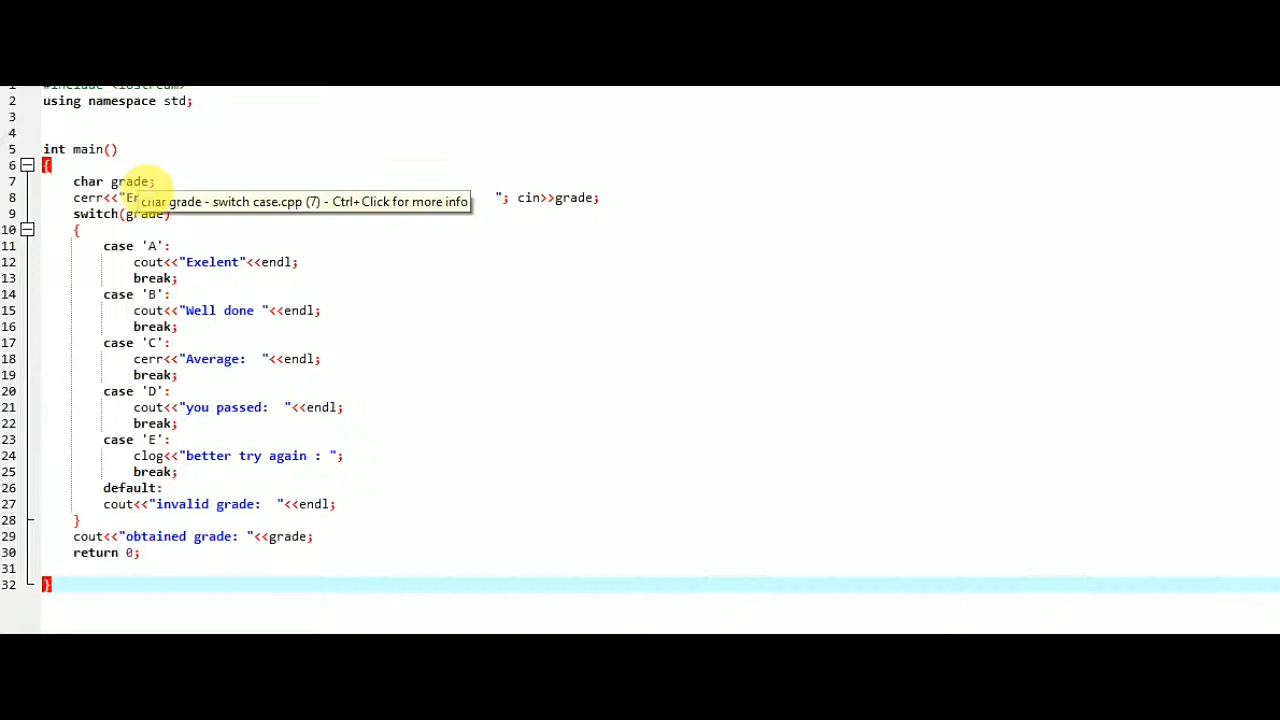 1 #include <iostream>
2 using namespace std;
3
4
5 int main()
6 {
7 char grade;
8 cerr<<" "; cin>>grade;
char grade - switch case.cpp (7) - Ctrl+Click for more info
9 switch(grade)
10 {
11 case 'A':
12 cout<<"Exelent"<<endl;
13 break;
14 case 'B':
15 cout<<"Well done "<<endl;
16 break;
17 case 'C':
18 cerr<<"Average:  "<<endl;
19 break;
20 case 'D':
21 cout<<"you passed:  "<<endl;
22 break;
23 case 'E':
24 clog<<"better try again : ";
25 break;
26 default:
27 cout<<"invalid grade:  "<<endl;
28 }
29 cout<<"obtained grade: "<<grade;
30 return 0;
31
32 }